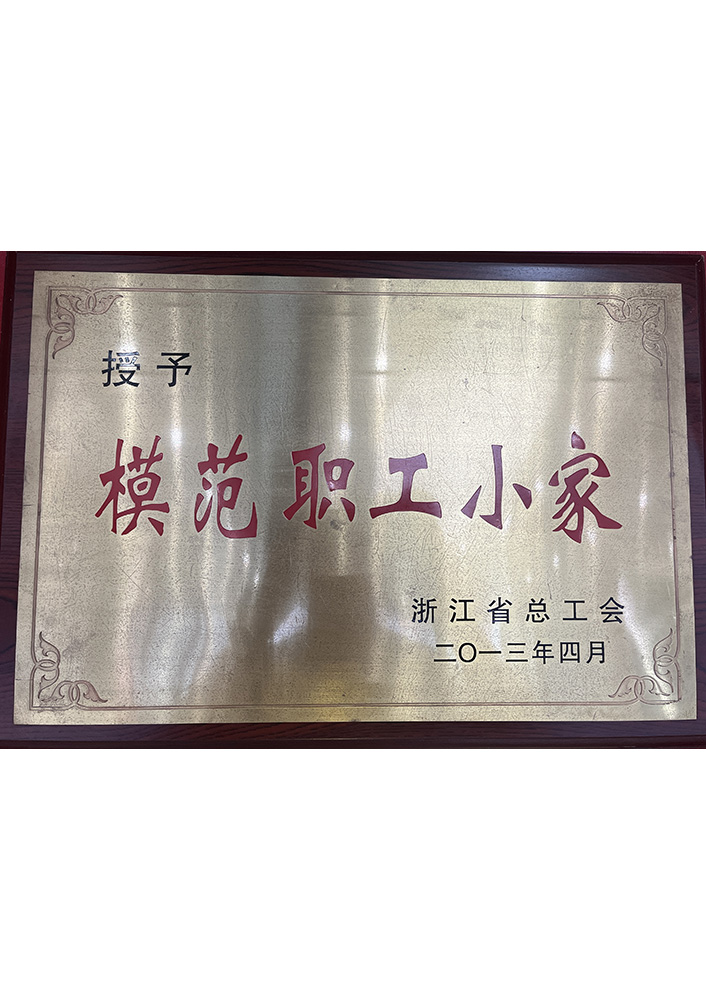 授予
模范职工小家
浙江省总工会
二〇一三年四月